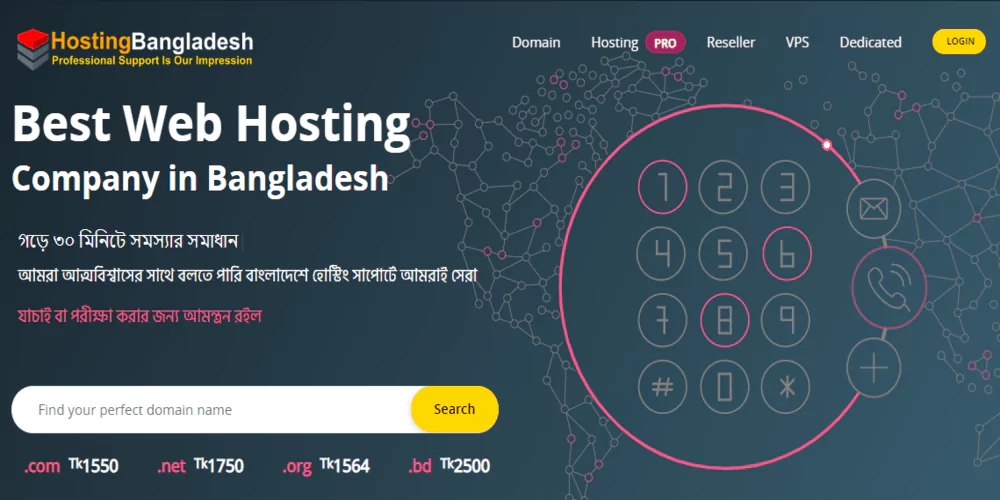 HostingBangladesh
Professional Support Is Our Impression
Domain Hosting PRO Reseller VPS Dedicated LOGIN
Best Web Hosting
Company in Bangladesh
গড়ে ৩০ মিনিটে সমস্যার সমাধান
আমরা আত্মবিশ্বাসের সাথে বলতে পারি বাংলাদেশে হোস্টিং সাপোর্টে আমরাই সেরা
যাচাই বা পরীক্ষা করার জন্য আমন্ত্রন রইল
Find your perfect domain name Search
.com Tk1550 .net Tk1750 .org Tk1564 .bd Tk2500
1 2 3
4 5 6
7 8 9
# 0 *